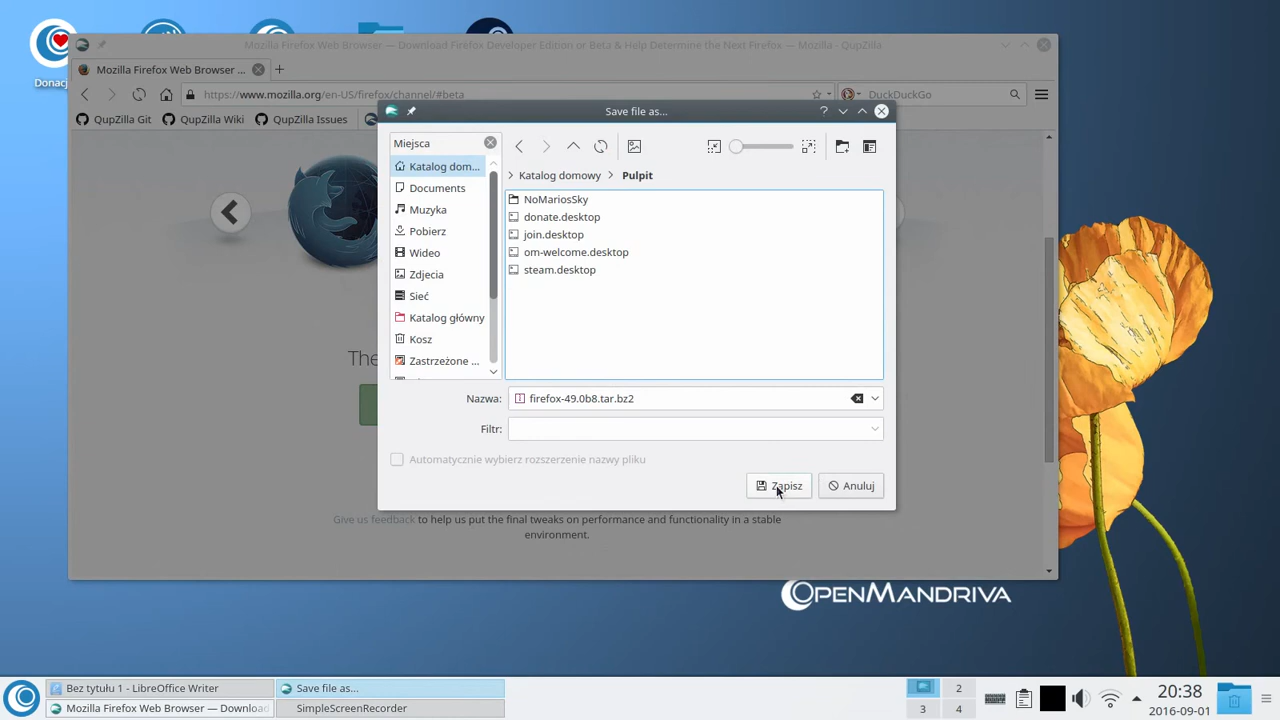 Mozilla Firefox Web Browser — Download Firefox Developer Edition or Beta & Help Determine the Next Firefox — Mozilla - QupZilla
Mozilla Firefox Web Browser ...
https://www.mozilla.org/en-US/firefox/channel/#beta
DuckDuckGo
QupZilla Git
QupZilla Wiki
QupZilla Issues
Save file as...
Miejsca
Katalog dom...
Documents
Muzyka
Pobierz
Wideo
Zdjecia
Sieć
Katalog główny
Kosz
Zastrzeżone ...
Katalog domowy
Pulpit
NoMariosSky
donate.desktop
join.desktop
om-welcome.desktop
steam.desktop
Nazwa:
firefox-49.0b8.tar.bz2
Filtr:
Automatycznie wybierz rozszerzenie nazwy pliku
Zapisz
Anuluj
The
Give us feedback to help us put the final tweaks on performance and functionality in a stable
environment.
OPENMANDRIVA
Bez tytułu 1 - LibreOffice Writer
Save file as...
Mozilla Firefox Web Browser — Download
SimpleScreenRecorder
2
3
4
20:38
2016-09-01